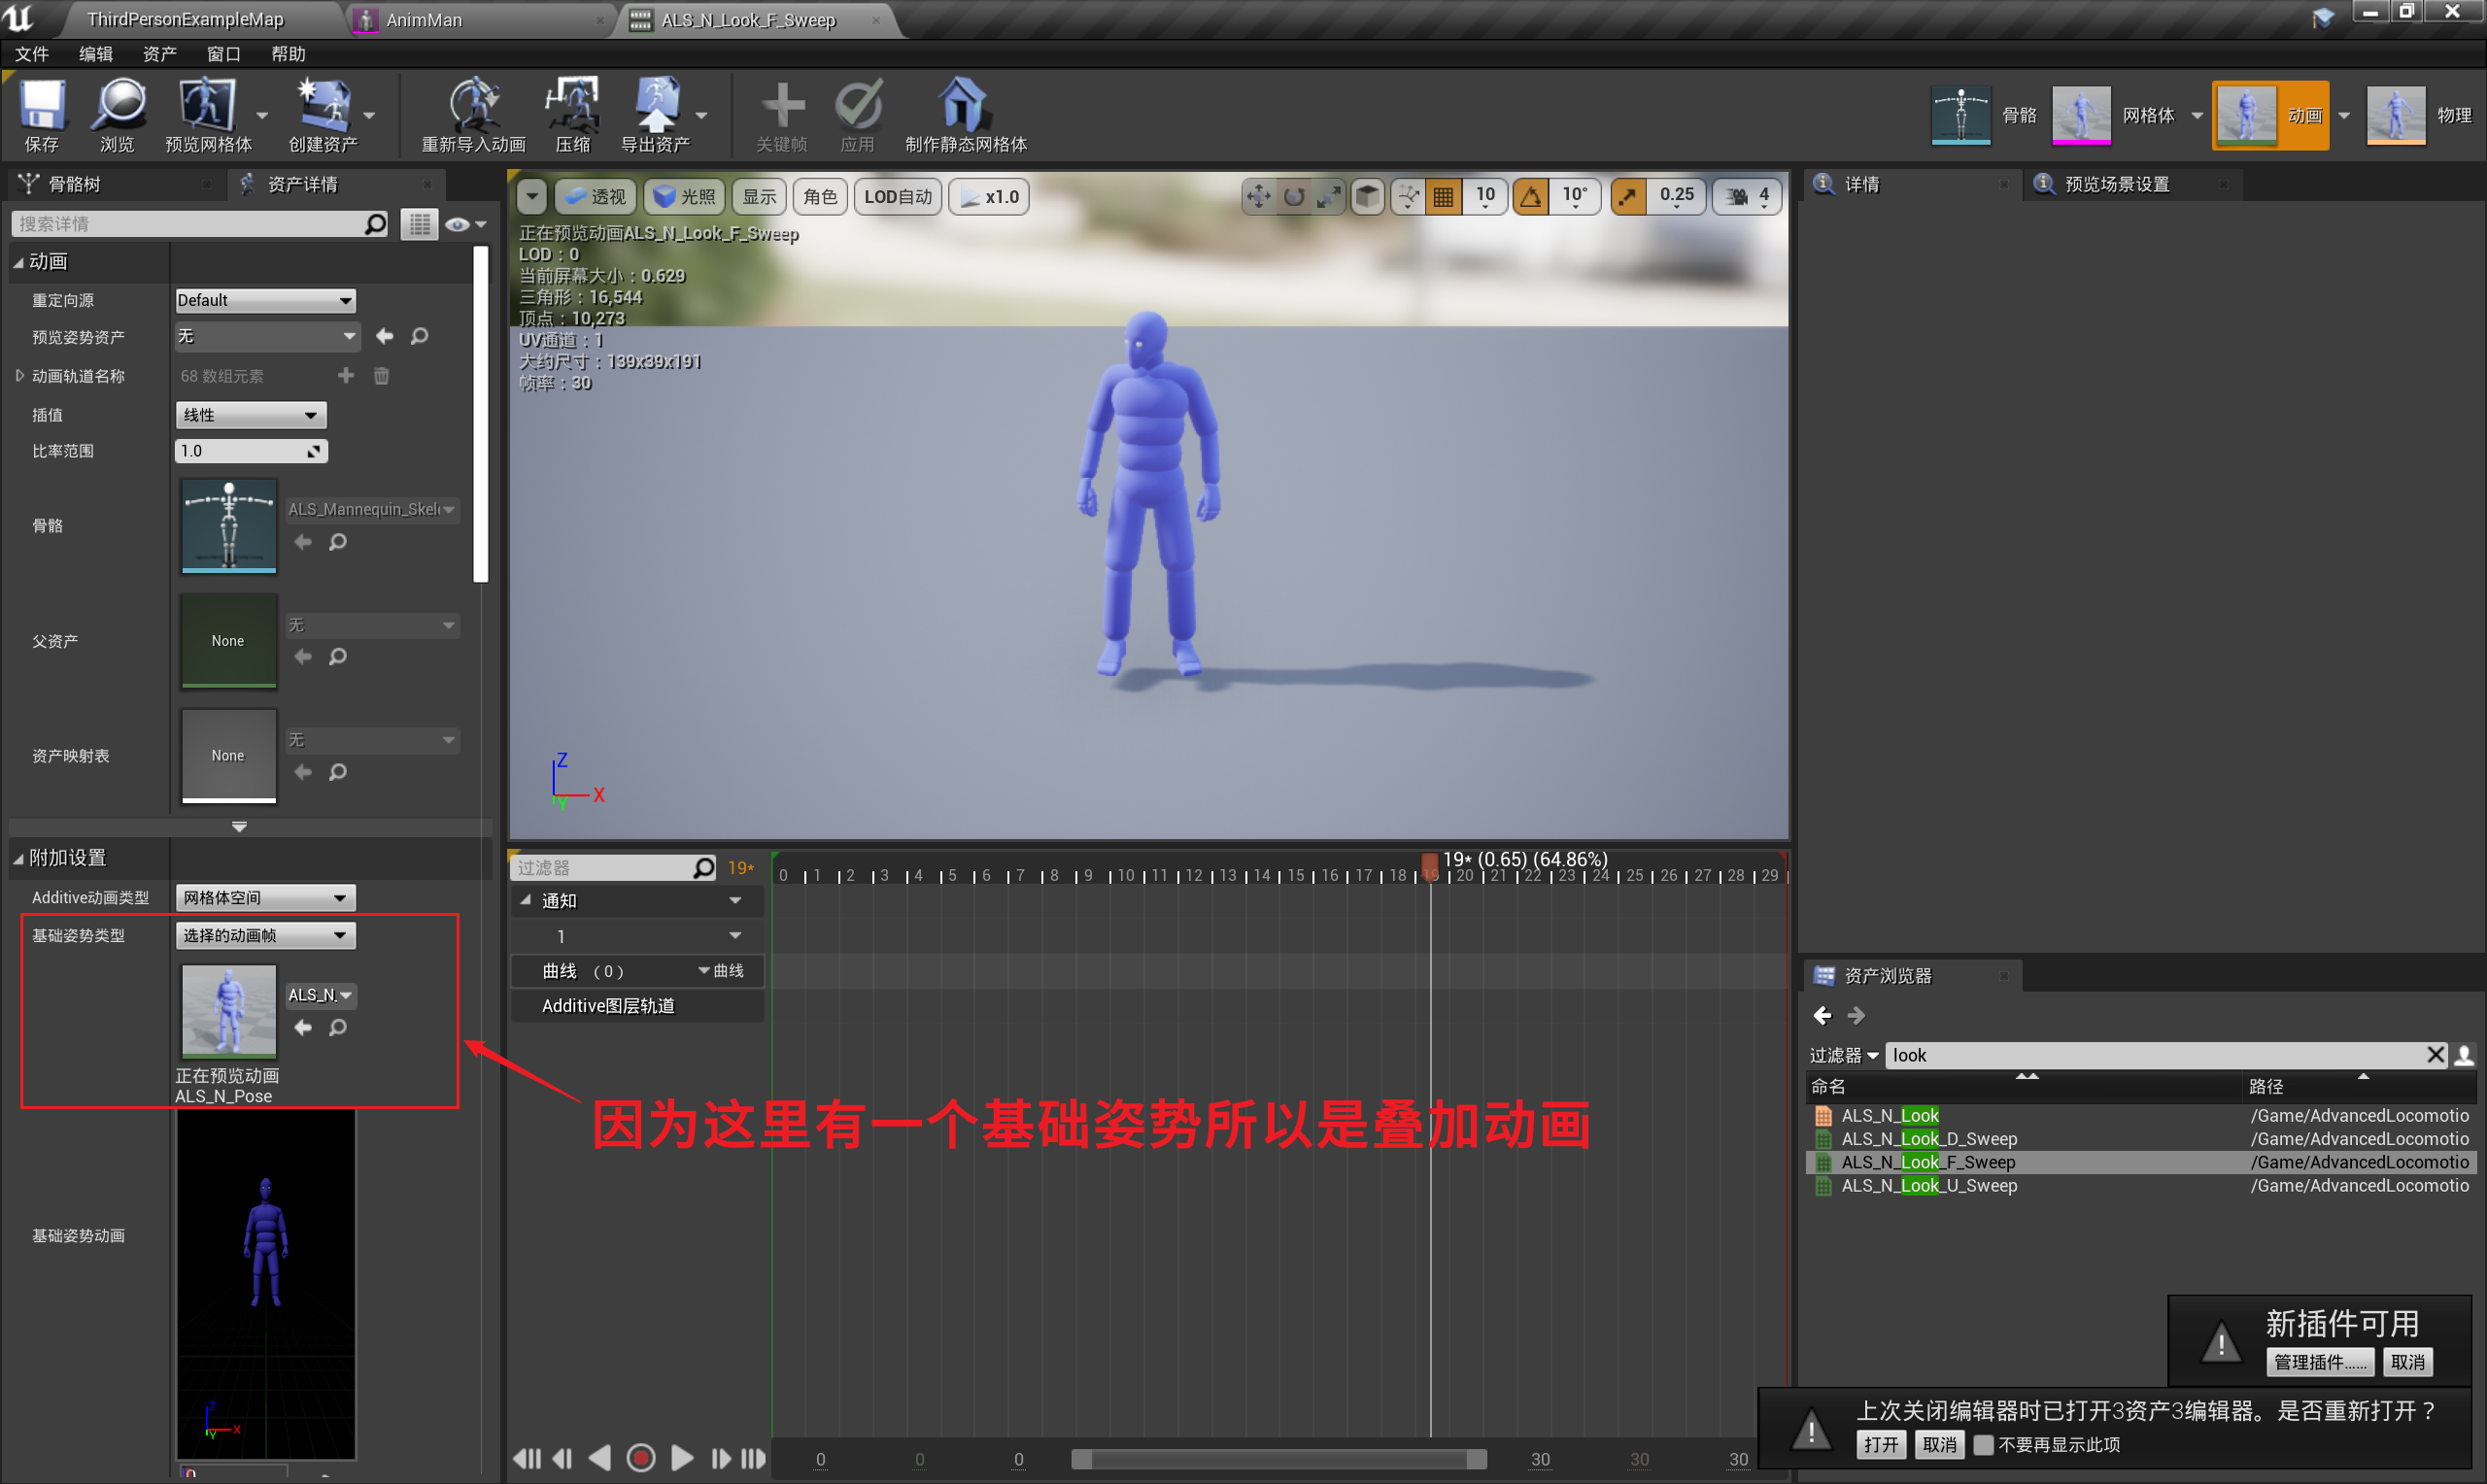 ThirdPersonExampleMap
AnimMan
ALS_N_Look_F_Sweep
文件 编辑 资产 窗口 帮助
保存 浏览 预览网格体 创建资产 重新导入动画 压缩 导出资产 关键帧 应用 制作静态网格体
骨骼 网格体 动画 物理
骨骼树 资产详情
搜索详情
动画
重定向源 Default
预览姿势资产 无
动画轨道名称 68 数组元素
插值 线性
比率范围 1.0
骨骼 ALS_Mannequin_Skel
父资产 None 无
资产映射表 None 无
附加设置
Additive动画类型 网格体空间
基础姿势类型 选择的动画帧
ALS_N.
正在预览动画
ALS_N_Pose
基础姿势动画
Z
X
Y
透视 光照 显示 角色 LOD自动 x1.0
10 10° 0.25 4
正在预览动画ALS_N_Look_F_Sweep
LOD：0
当前屏幕大小：0.629
三角形：16,544
顶点：10,273
UV通道：1
大约尺寸：139x39x191
帧率：30
Z
X
Y
过滤器 19*
19* (0.65) (64.86%)
0 1 2 3 4 5 6 7 8 9 10 11 12 13 14 15 16 17 18 19 20 21 22 23 24 25 26 27 28 29
通知
1
曲线 （0） 曲线
Additive图层轨道
因为这里有一个基础姿势所以是叠加动画
0 0 0 30 30 30
详情 预览场景设置
资产浏览器
过滤器 look
命名 路径
ALS_N_Look /Game/AdvancedLocomotio
ALS_N_Look_D_Sweep /Game/AdvancedLocomotio
ALS_N_Look_F_Sweep /Game/AdvancedLocomotio
ALS_N_Look_U_Sweep /Game/AdvancedLocomotio
新插件可用
管理插件...... 取消
上次关闭编辑器时已打开3资产3编辑器。是否重新打开？
打开 取消 不要再显示此项